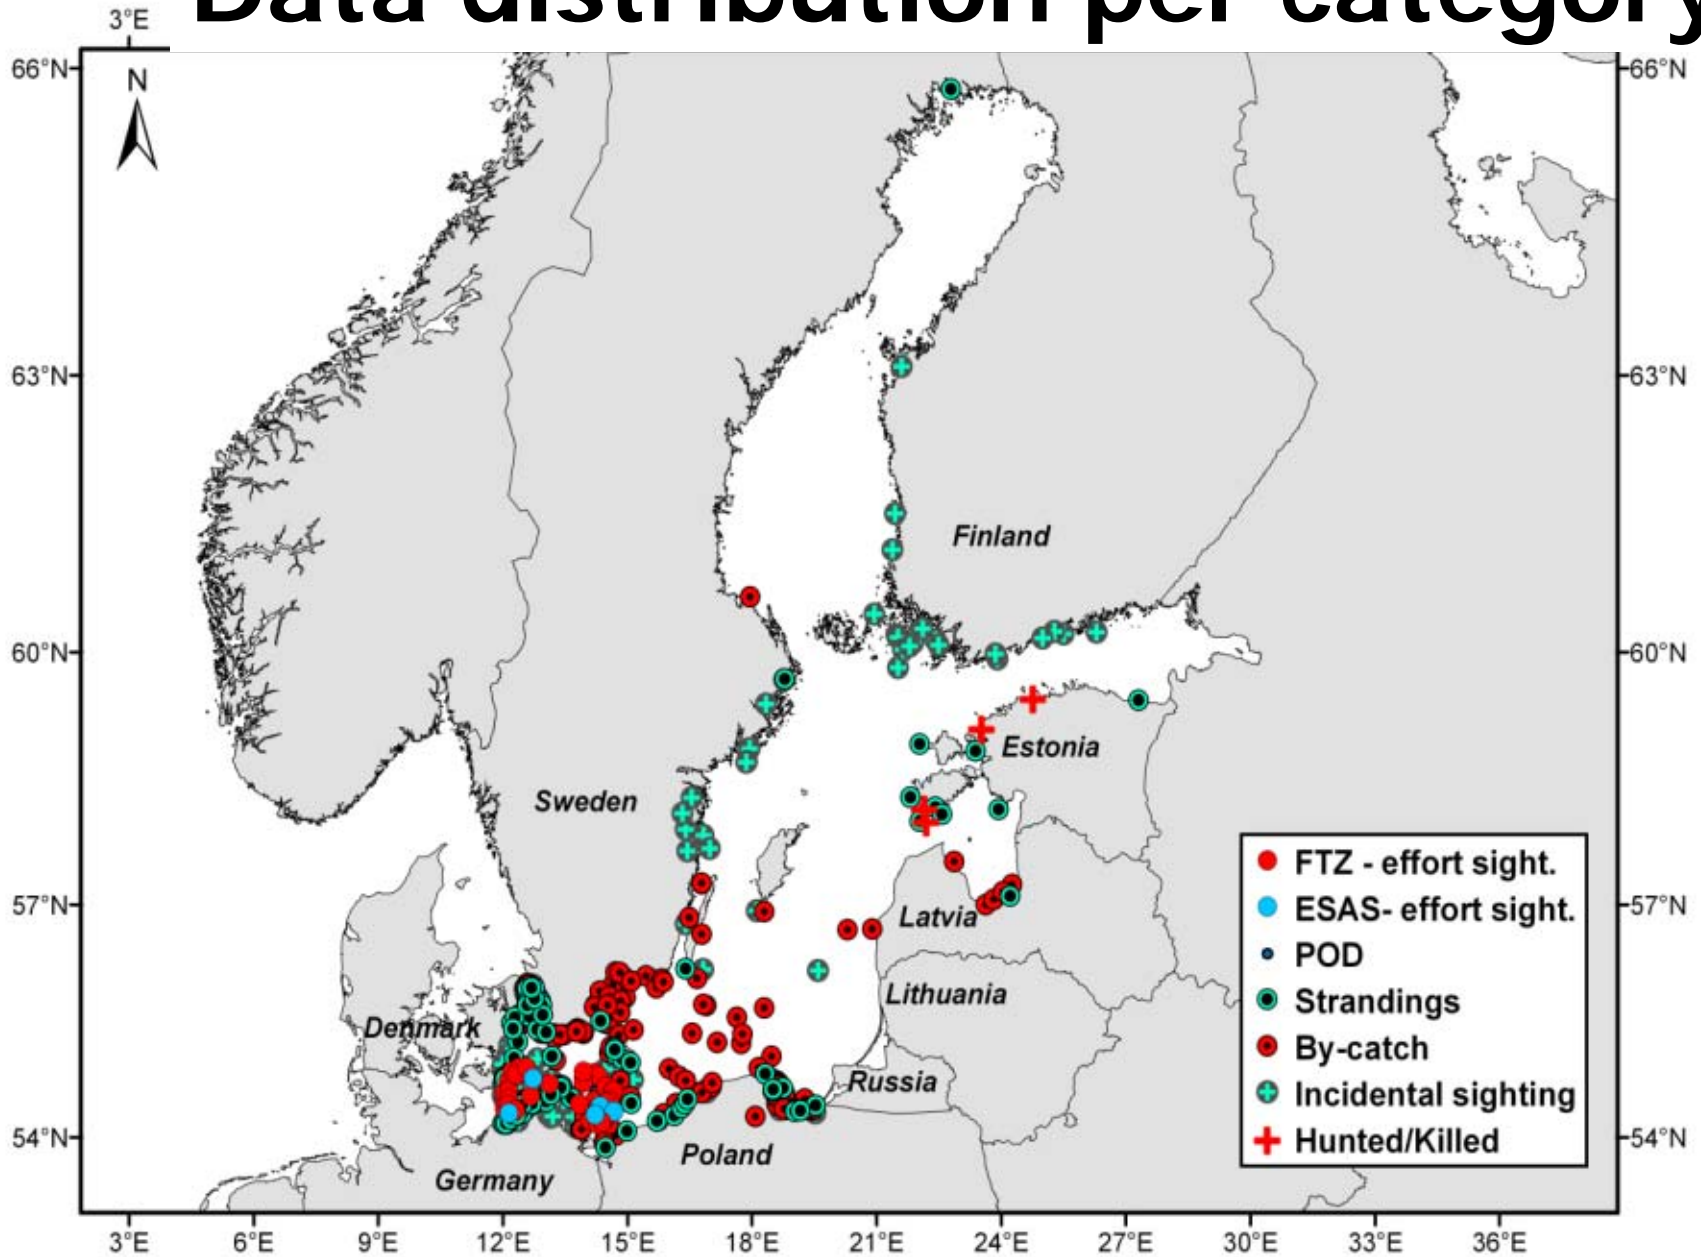 Data distribution per category
3°E
N
66°N
66°N
63°N
63°N
Finland
60°N
60°N
Estonia
Sweden
FTZ - effort sight.
57°N
Latvia
ESAS- effort sight.
57°N
POD
Lithuania
Strandings
Denmark
By-catch
Russia
Incidental sighting
54°N
Hunted/Killed
54°N
Poland
Germany
3°E 6°E 9°E 12°E 15°E 18°E 21°E 24°E 27°E 30°E 33°E 36°E